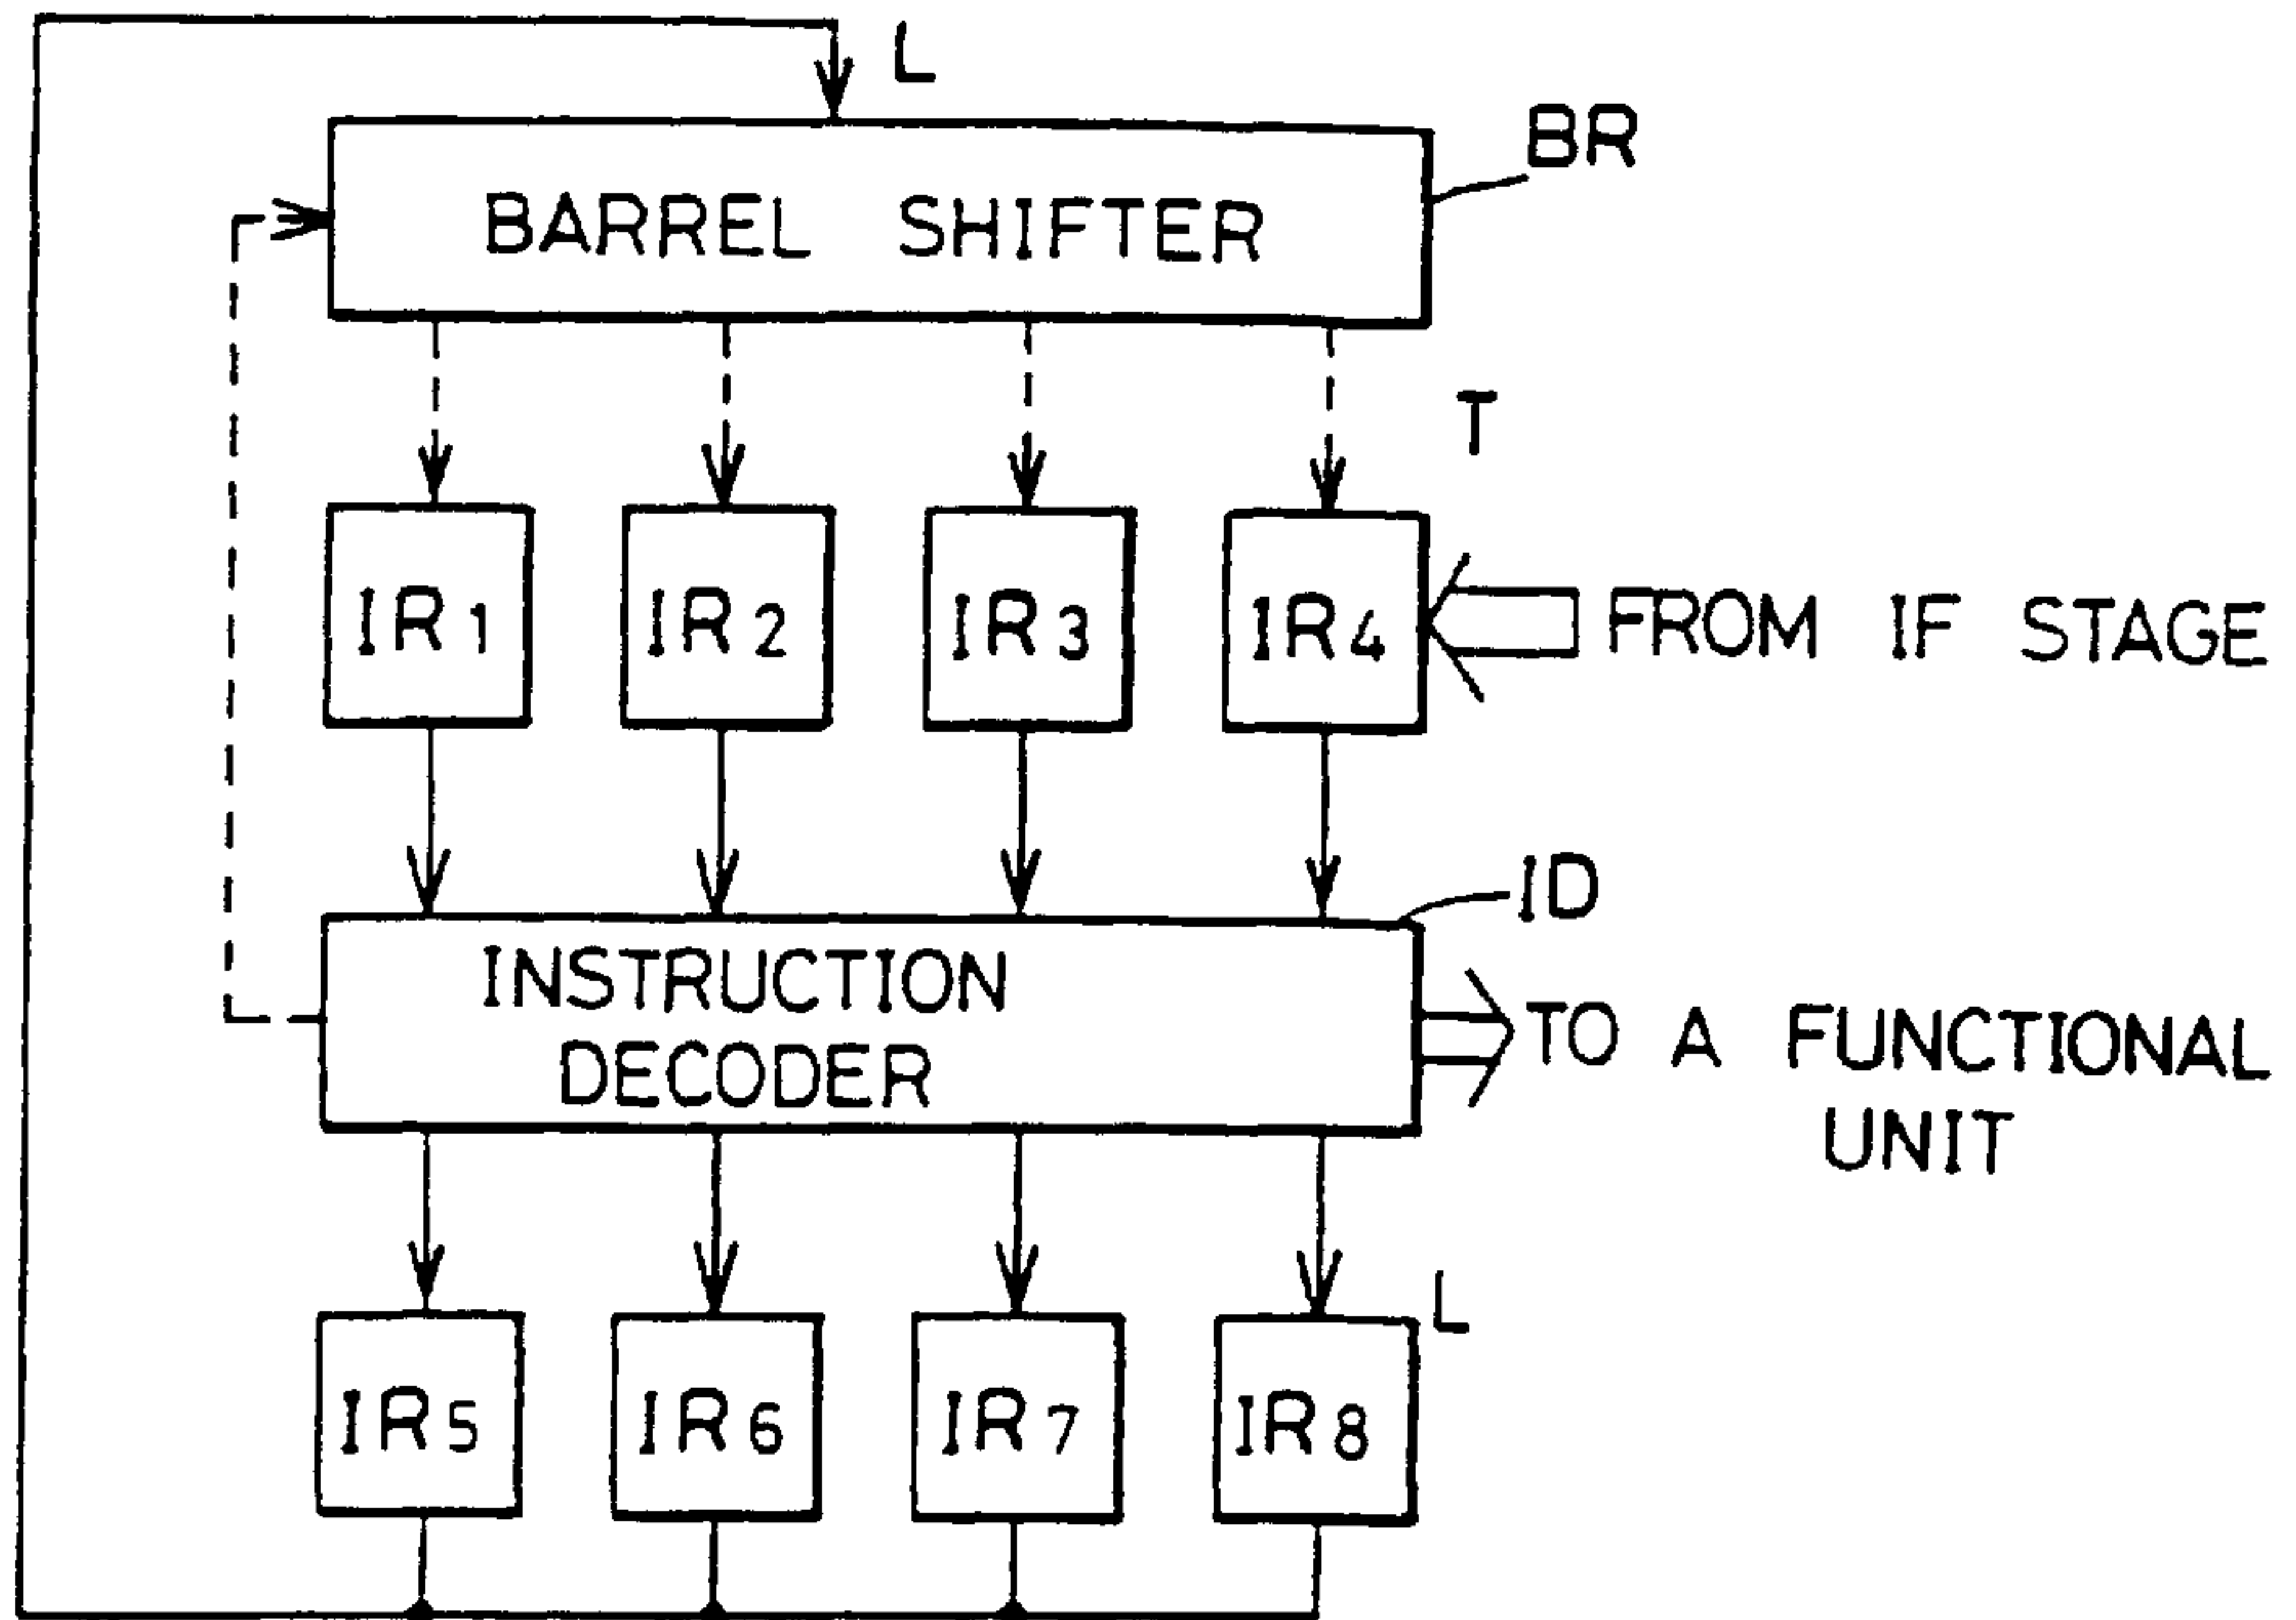 L
BR
BARREL SHIFTER
T
IR1 IR2 IR3 IR4 FROM IF STAGE
ID
INSTRUCTION
DECODER
TO A FUNCTIONAL
UNIT
L
IR5 IR6 IR7 IR8